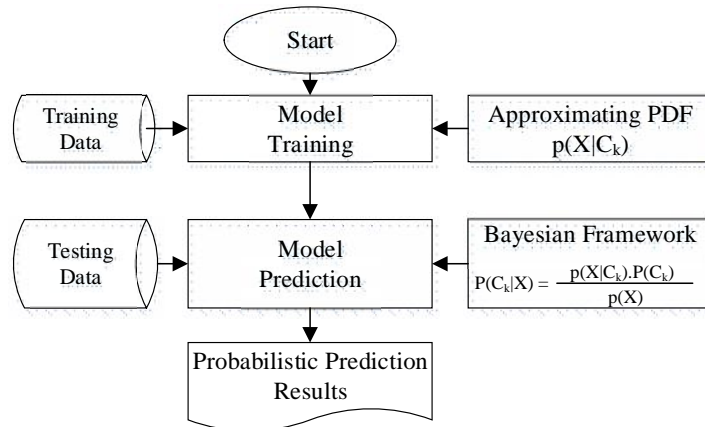 Start
Training
Data
Model
Training
Approximating PDF
p(X|Cₖ)
Testing
Data
Model
Prediction
Bayesian Framework
P(Cₖ|X) = p(X|Cₖ).P(Cₖ)
p(X)
Probabilistic Prediction
Results